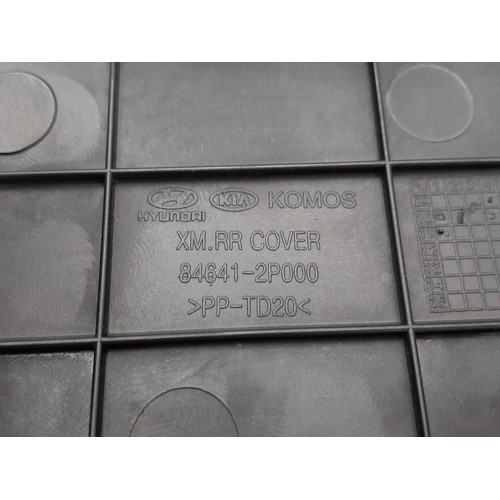 HYUNDAI KIA KOMOS
XM.RR COVER
84641-2P000
>PP-TD20<